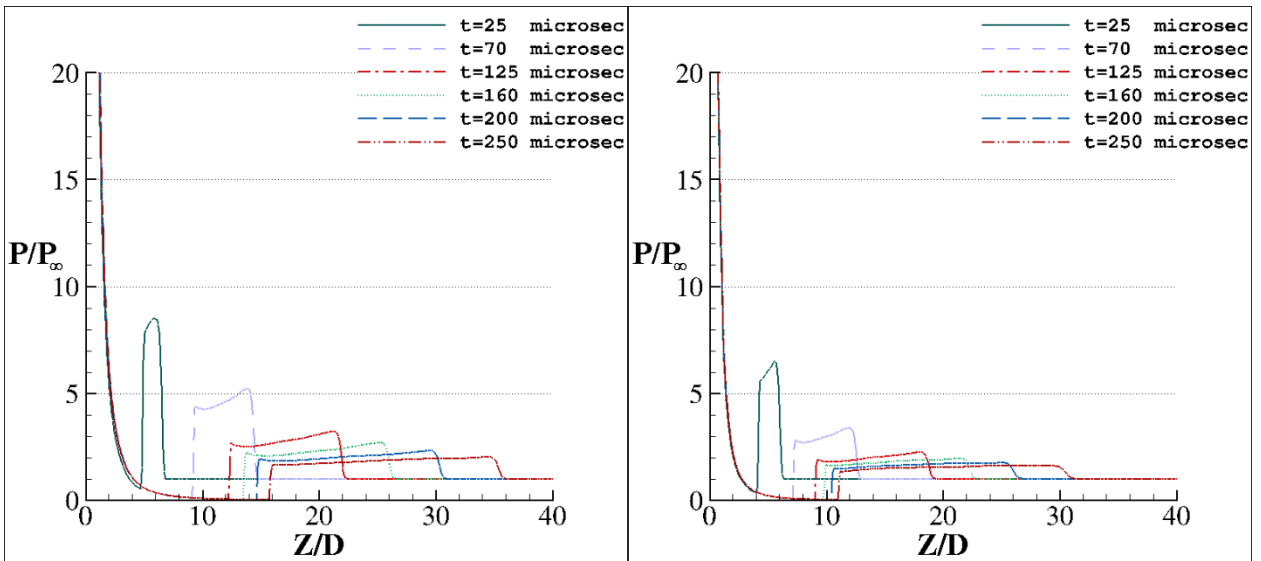 t=25 microsec
t=70 microsec
t=125 microsec
t=160 microsec
t=200 microsec
t=250 microsec
20
15
P/P∞
10
5
0
0 10 20 30 40
Z/D
t=25 microsec
t=70 microsec
t=125 microsec
t=160 microsec
t=200 microsec
t=250 microsec
20
15
P/P∞
10
5
0
0 10 20 30 40
Z/D